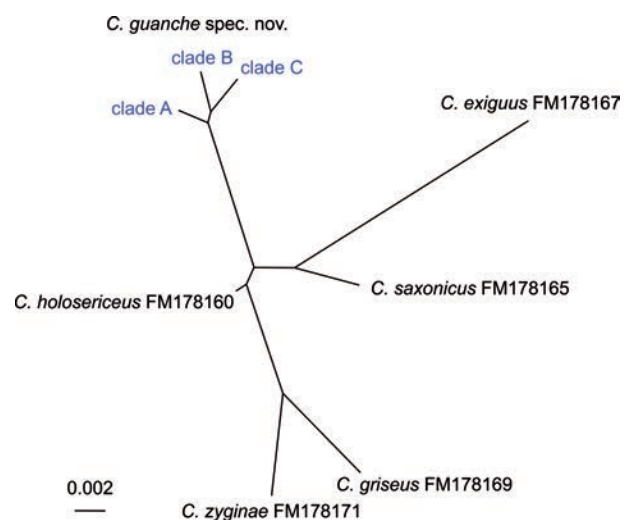 C. guanche spec. nov.
clade B
clade C
clade A
C. exiguus FM178167
C. saxonicus FM178165
C. holosericeus FM178160
C. griseus FM178169
0.002
C. zyginae FM178171